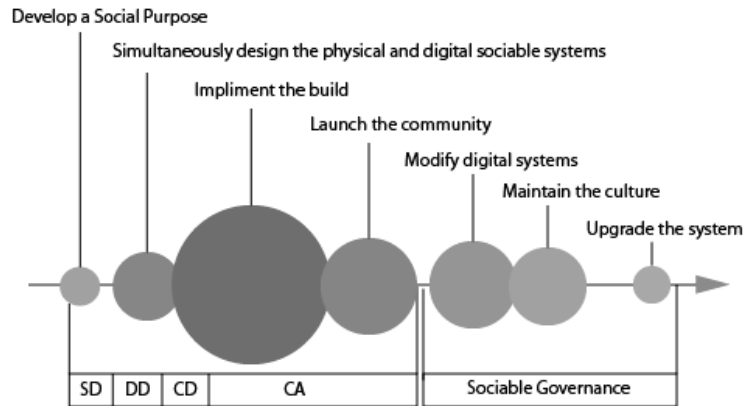 Develop a Social Purpose
Simultaneously design the physical and digital sociable systems
Impliment the build
Launch the community
Modify digital systems
Maintain the culture
Upgrade the system
SD DD CD CA Sociable Governance